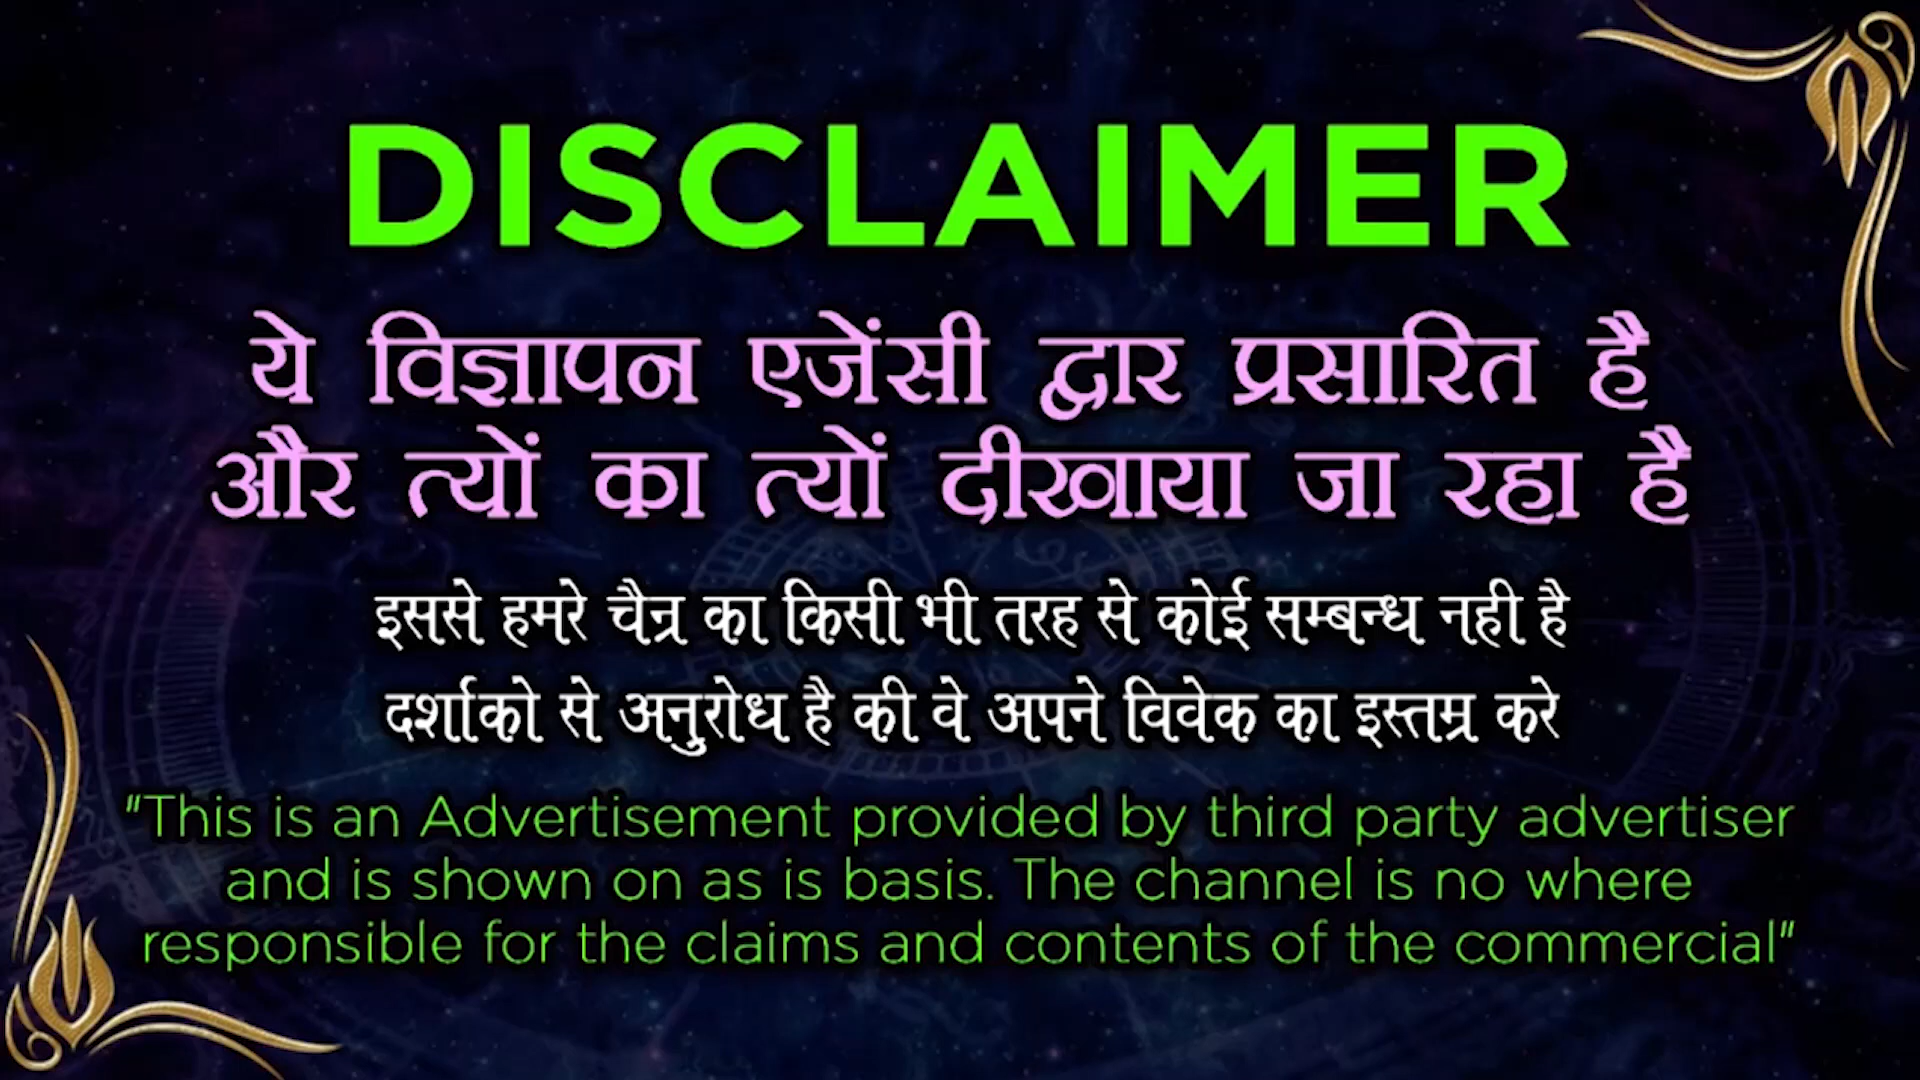 DISCLAIMER
ये विज्ञापन एजेंसी द्वार प्रसारित है
और त्यों का त्यों दीखाया जा रहा है
इससे हमरे चैन्र का किसी भी तरह से कोई सम्बन्ध नही है
दर्शाको से अनुरोध है की वे अपने विवेक का इस्तम्र करे
"This is an Advertisement provided by third party advertiser
and is shown on as is basis. The channel is no where
responsible for the claims and contents of the commercial"